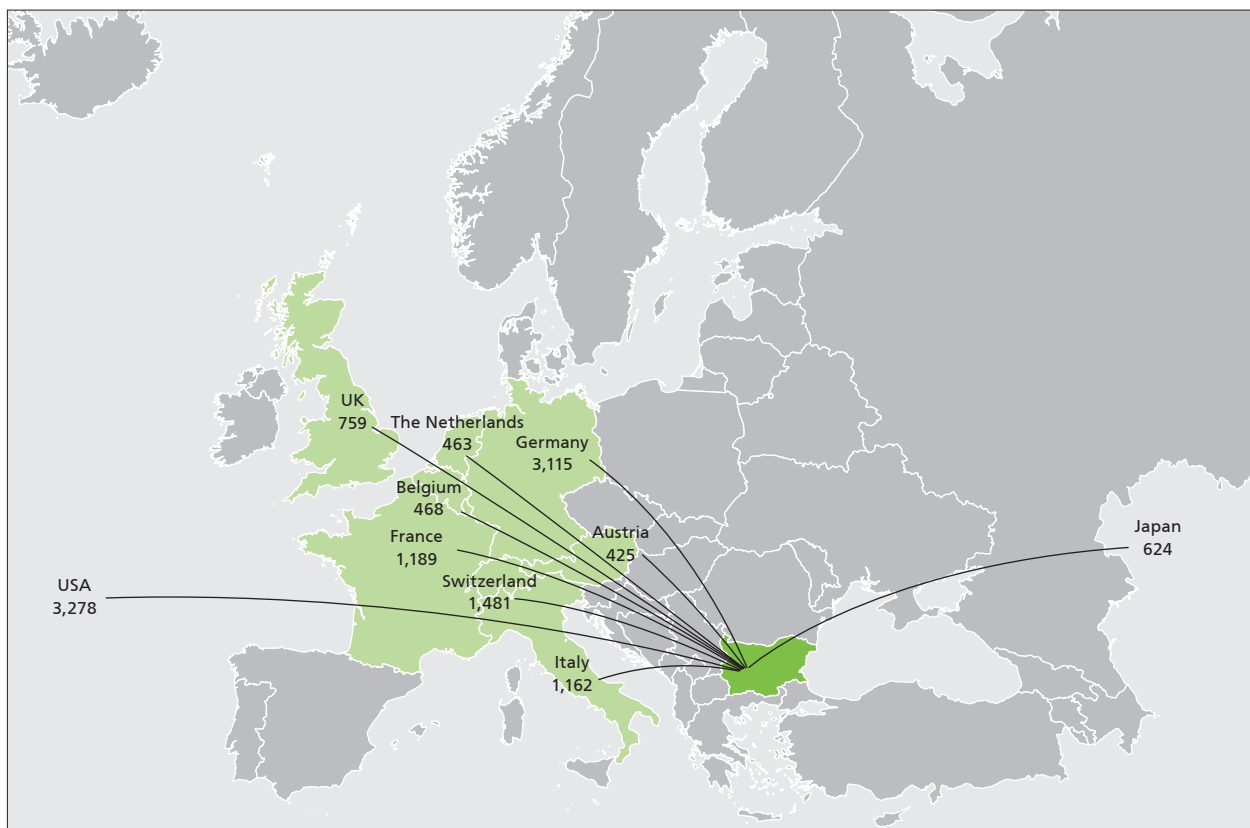 UK
759
The Netherlands
463
Germany
3,115
Belgium
468
France
1,189
Austria
425
Japan
624
Switzerland
1,481
USA
3,278
Italy
1,162